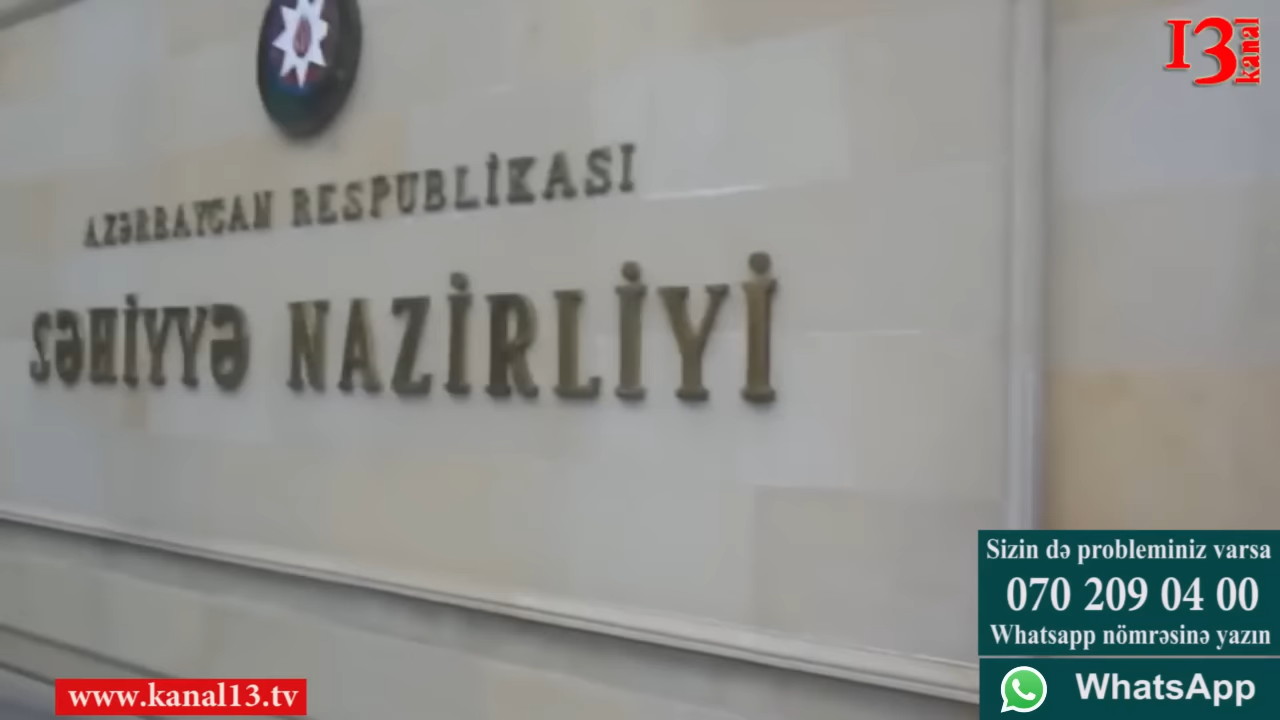 13 kanal
AZƏRBAYCAN RESPUBLİKASI
SƏHİYYƏ NAZİRLİYİ
Sizin də probleminiz varsa
070 209 04 00
Whatsapp nömrəsinə yazın
WhatsApp
www.kanal13.tv